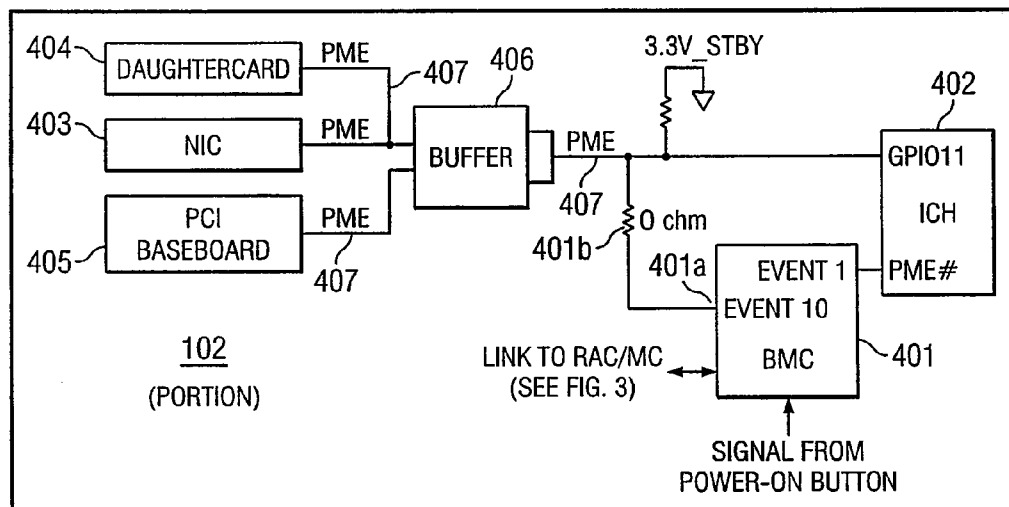 404
DAUGHTERCARD
PME
407
403
NIC
PME
405
PCI
BASEBOARD
PME
407
406
BUFFER
PME
407
3.3V_STBY
402
GPIO11
ICH
PME#
401b
0 ohm
401a
EVENT 1
EVENT 10
BMC
401
LINK TO RAC/MC
(SEE FIG. 3)
SIGNAL FROM
POWER-ON BUTTON
102
(PORTION)